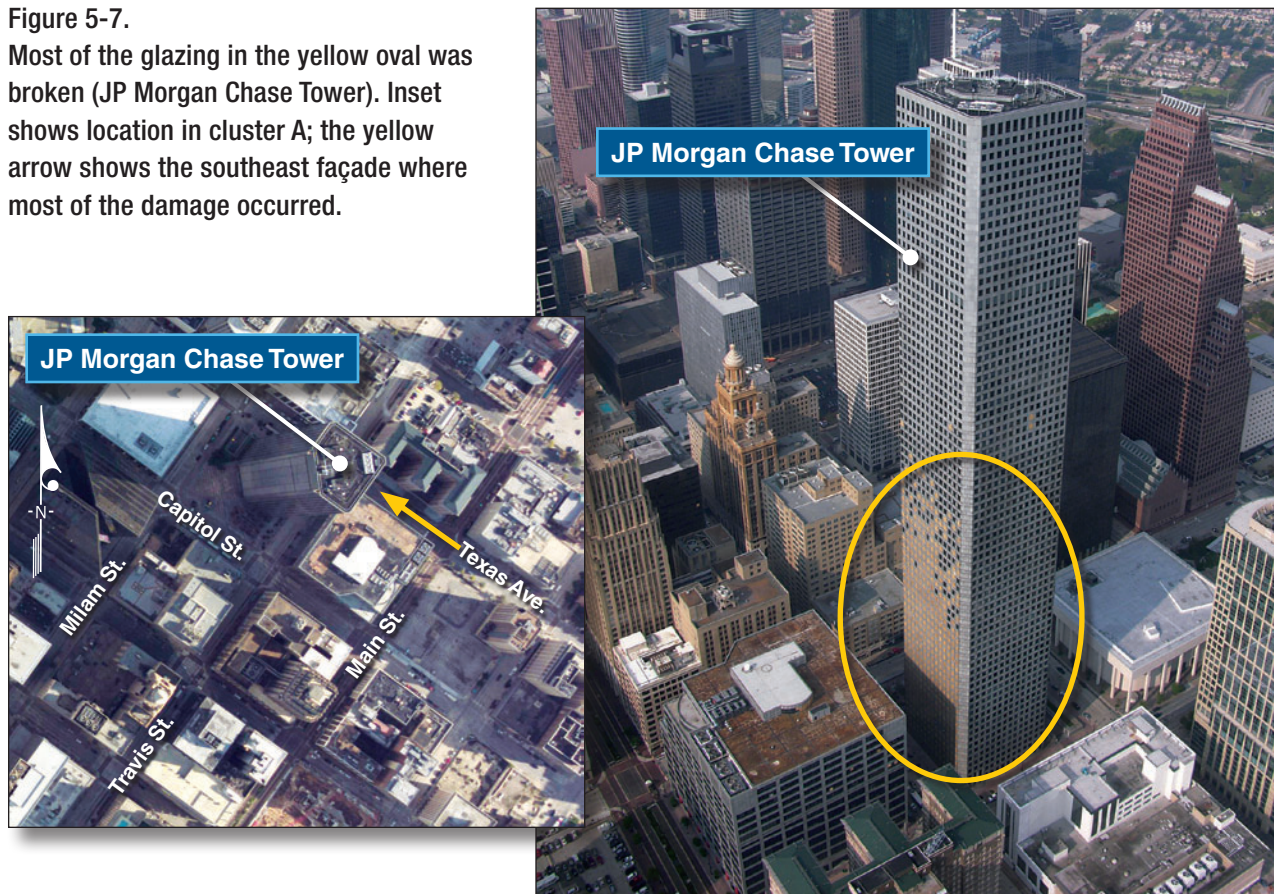 Figure 5-7.
Most of the glazing in the yellow oval was
broken (JP Morgan Chase Tower). Inset
shows location in cluster A; the yellow
arrow shows the southeast façade where
most of the damage occurred.
JP Morgan Chase Tower
JP Morgan Chase Tower
-N-
Capitol St.
Milam St.
Texas Ave.
Main St.
Travis St.